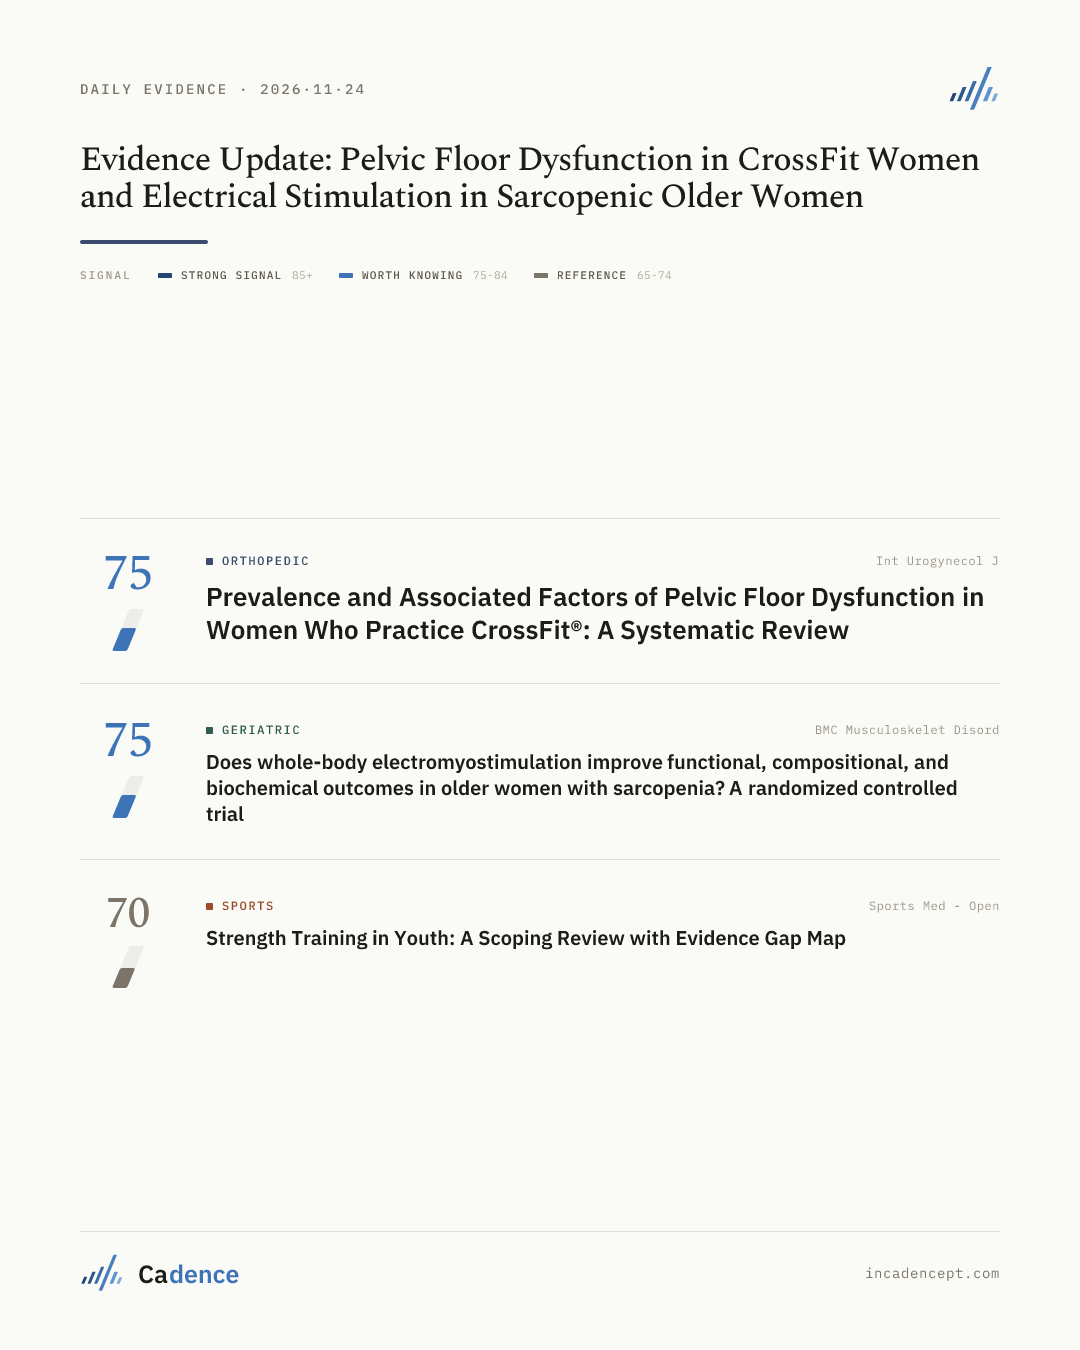 DAILY EVIDENCE · 2026·11·24
Evidence Update: Pelvic Floor Dysfunction in CrossFit Women
and Electrical Stimulation in Sarcopenic Older Women
SIGNAL STRONG SIGNAL 85+ WORTH KNOWING 75-84 REFERENCE 65-74
75
ORTHOPEDIC
Int Urogynecol J
Prevalence and Associated Factors of Pelvic Floor Dysfunction in
Women Who Practice CrossFit®: A Systematic Review
75
GERIATRIC
BMC Musculoskelet Disord
Does whole-body electromyostimulation improve functional, compositional, and
biochemical outcomes in older women with sarcopenia? A randomized controlled
trial
70
SPORTS
Sports Med - Open
Strength Training in Youth: A Scoping Review with Evidence Gap Map
Cadence
incadencept.com